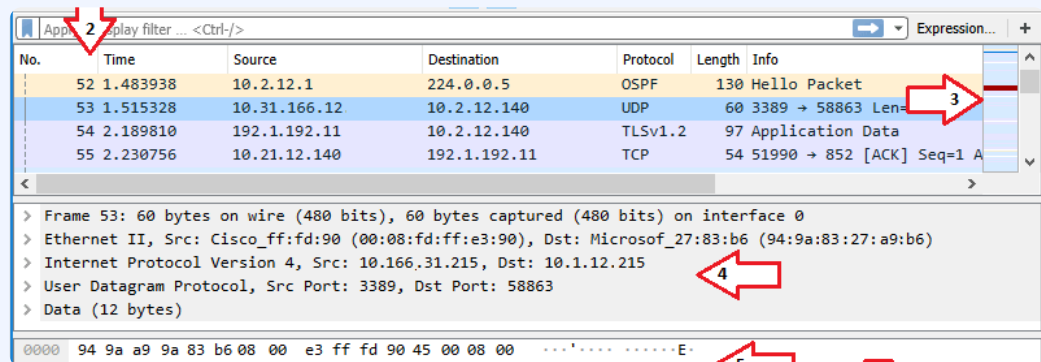 Apply 2 display filter ... <Ctrl-/> Expression... +
No. Time Source Destination Protocol Length Info
52 1.483938 10.2.12.1 224.0.0.5 OSPF 130 Hello Packet
53 1.515328 10.31.166.12 10.2.12.140 UDP 60 3389 → 58863 Len= 3
54 2.189810 192.1.192.11 10.2.12.140 TLSv1.2 97 Application Data
55 2.230756 10.21.12.140 192.1.192.11 TCP 54 51990 → 852 [ACK] Seq=1 A
> Frame 53: 60 bytes on wire (480 bits), 60 bytes captured (480 bits) on interface 0
> Ethernet II, Src: Cisco_ff:fd:90 (00:08:fd:ff:e3:90), Dst: Microsof_27:83:b6 (94:9a:83:27:a9:b6)
> Internet Protocol Version 4, Src: 10.166.31.215, Dst: 10.1.12.215 4
> User Datagram Protocol, Src Port: 3389, Dst Port: 58863
> Data (12 bytes)
0000 94 9a a9 9a 83 b6 08 00 e3 ff fd 90 45 00 08 00 ···'···· ······E·